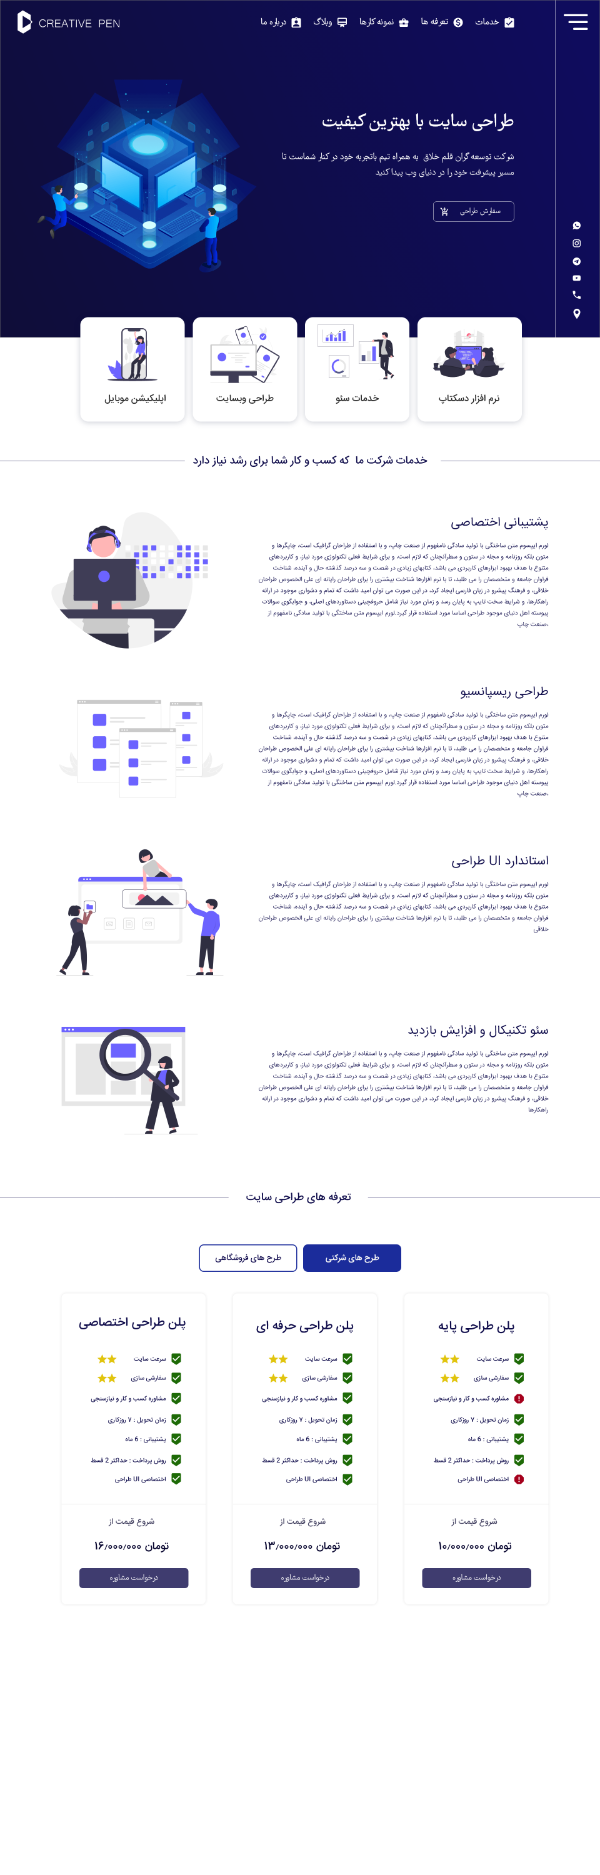 CREATIVE PEN
خدمات
تعرفه ها
نمونه کارها
وبلاگ
درباره ما
طراحی سایت با بهترین کیفیت
شرکت توسعه گران قلم خلاق به همراه تیم باتجربه خود در کنار شماست تا
مسیر پیشرفت خود را در دنیای وب پیدا کنید
سفارش طراحی
نرم افزار دسکتاپ
خدمات سئو
طراحی وبسایت
اپلیکیشن موبایل
خدمات شرکت ما که کسب و کار شما برای رشد نیاز دارد
پشتیبانی اختصاصی
لورم ایپسوم متن ساختگی با تولید سادگی نامفهوم از صنعت چاپ، و با استفاده از طراحان گرافیک است، چاپگرها و
متون بلکه روزنامه و مجله در ستون و سطرآنچنان که لازم است، و برای شرایط فعلی تکنولوژی مورد نیاز، و کاربردهای
متنوع با هدف بهبود ابزارهای کاربردی می باشد، کتابهای زیادی در شصت و سه درصد گذشته حال و آینده، شناخت
فراوان جامعه و متخصصان را می طلبد، تا با نرم افزارها شناخت بیشتری را برای طراحان رایانه ای علی الخصوص طراحان
خلاقی، و فرهنگ پیشرو در زبان فارسی ایجاد کرد، در این صورت می توان امید داشت که تمام و دشواری موجود در ارائه
راهکارها، و شرایط سخت تایپ به پایان رسد و زمان مورد نیاز شامل حروفچینی دستاوردهای اصلی، و جوابگوی سوالات
پیوسته اهل دنیای موجود طراحی اساسا مورد استفاده قرار گیرد.لورم ایپسوم متن ساختگی با تولید سادگی نامفهوم از
صنعت چاپ،
طراحی ریسپانسیو
لورم ایپسوم متن ساختگی با تولید سادگی نامفهوم از صنعت چاپ، و با استفاده از طراحان گرافیک است، چاپگرها و
متون بلکه روزنامه و مجله در ستون و سطرآنچنان که لازم است، و برای شرایط فعلی تکنولوژی مورد نیاز، و کاربردهای
متنوع با هدف بهبود ابزارهای کاربردی می باشد، کتابهای زیادی در شصت و سه درصد گذشته حال و آینده، شناخت
فراوان جامعه و متخصصان را می طلبد، تا با نرم افزارها شناخت بیشتری را برای طراحان رایانه ای علی الخصوص طراحان
خلاقی، و فرهنگ پیشرو در زبان فارسی ایجاد کرد، در این صورت می توان امید داشت که تمام و دشواری موجود در ارائه
راهکارها، و شرایط سخت تایپ به پایان رسد و زمان مورد نیاز شامل حروفچینی دستاوردهای اصلی، و جوابگوی سوالات
پیوسته اهل دنیای موجود طراحی اساسا مورد استفاده قرار گیرد.لورم ایپسوم متن ساختگی با تولید سادگی نامفهوم از
صنعت چاپ،
استاندارد UI طراحی
لورم ایپسوم متن ساختگی با تولید سادگی نامفهوم از صنعت چاپ، و با استفاده از طراحان گرافیک است، چاپگرها و
متون بلکه روزنامه و مجله در ستون و سطرآنچنان که لازم است، و برای شرایط فعلی تکنولوژی مورد نیاز، و کاربردهای
متنوع با هدف بهبود ابزارهای کاربردی می باشد، کتابهای زیادی در شصت و سه درصد گذشته حال و آینده، شناخت
فراوان جامعه و متخصصان را می طلبد، تا با نرم افزارها شناخت بیشتری را برای طراحان رایانه ای علی الخصوص طراحان
خلاقی
سئو تکنیکال و افزایش بازدید
لورم ایپسوم متن ساختگی با تولید سادگی نامفهوم از صنعت چاپ، و با استفاده از طراحان گرافیک است، چاپگرها و
متون بلکه روزنامه و مجله در ستون و سطرآنچنان که لازم است، و برای شرایط فعلی تکنولوژی مورد نیاز، و کاربردهای
متنوع با هدف بهبود ابزارهای کاربردی می باشد، کتابهای زیادی در شصت و سه درصد گذشته حال و آینده، شناخت
فراوان جامعه و متخصصان را می طلبد، تا با نرم افزارها شناخت بیشتری را برای طراحان رایانه ای علی الخصوص طراحان
خلاقی، و فرهنگ پیشرو در زبان فارسی ایجاد کرد، در این صورت می توان امید داشت که تمام و دشواری موجود در ارائه
راهکارها
تعرفه های طراحی سایت
طرح های شرکتی
طرح های فروشگاهی
پلن طراحی پایه
سرعت سایت
سفارشی سازی
مشاوره کسب و کار و نیازسنجی
زمان تحویل : ۷ روزکاری
پشتیبانی : 6 ماه
روش پرداخت : حداکثر 2 قسط
اختصاصی UI طراحی
شروع قیمت از
۱۰٫۰۰۰٫۰۰۰ تومان
درخواست مشاوره
پلن طراحی حرفه ای
سرعت سایت
سفارشی سازی
مشاوره کسب و کار و نیازسنجی
زمان تحویل : ۷ روزکاری
پشتیبانی : 6 ماه
روش پرداخت : حداکثر 2 قسط
اختصاصی UI طراحی
شروع قیمت از
۱۳٫۰۰۰٫۰۰۰ تومان
درخواست مشاوره
پلن طراحی اختصاصی
سرعت سایت
سفارشی سازی
مشاوره کسب و کار و نیازسنجی
زمان تحویل : ۷ روزکاری
پشتیبانی : 6 ماه
روش پرداخت : حداکثر 2 قسط
اختصاصی UI طراحی
شروع قیمت از
۱۶٫۰۰۰٫۰۰۰ تومان
درخواست مشاوره